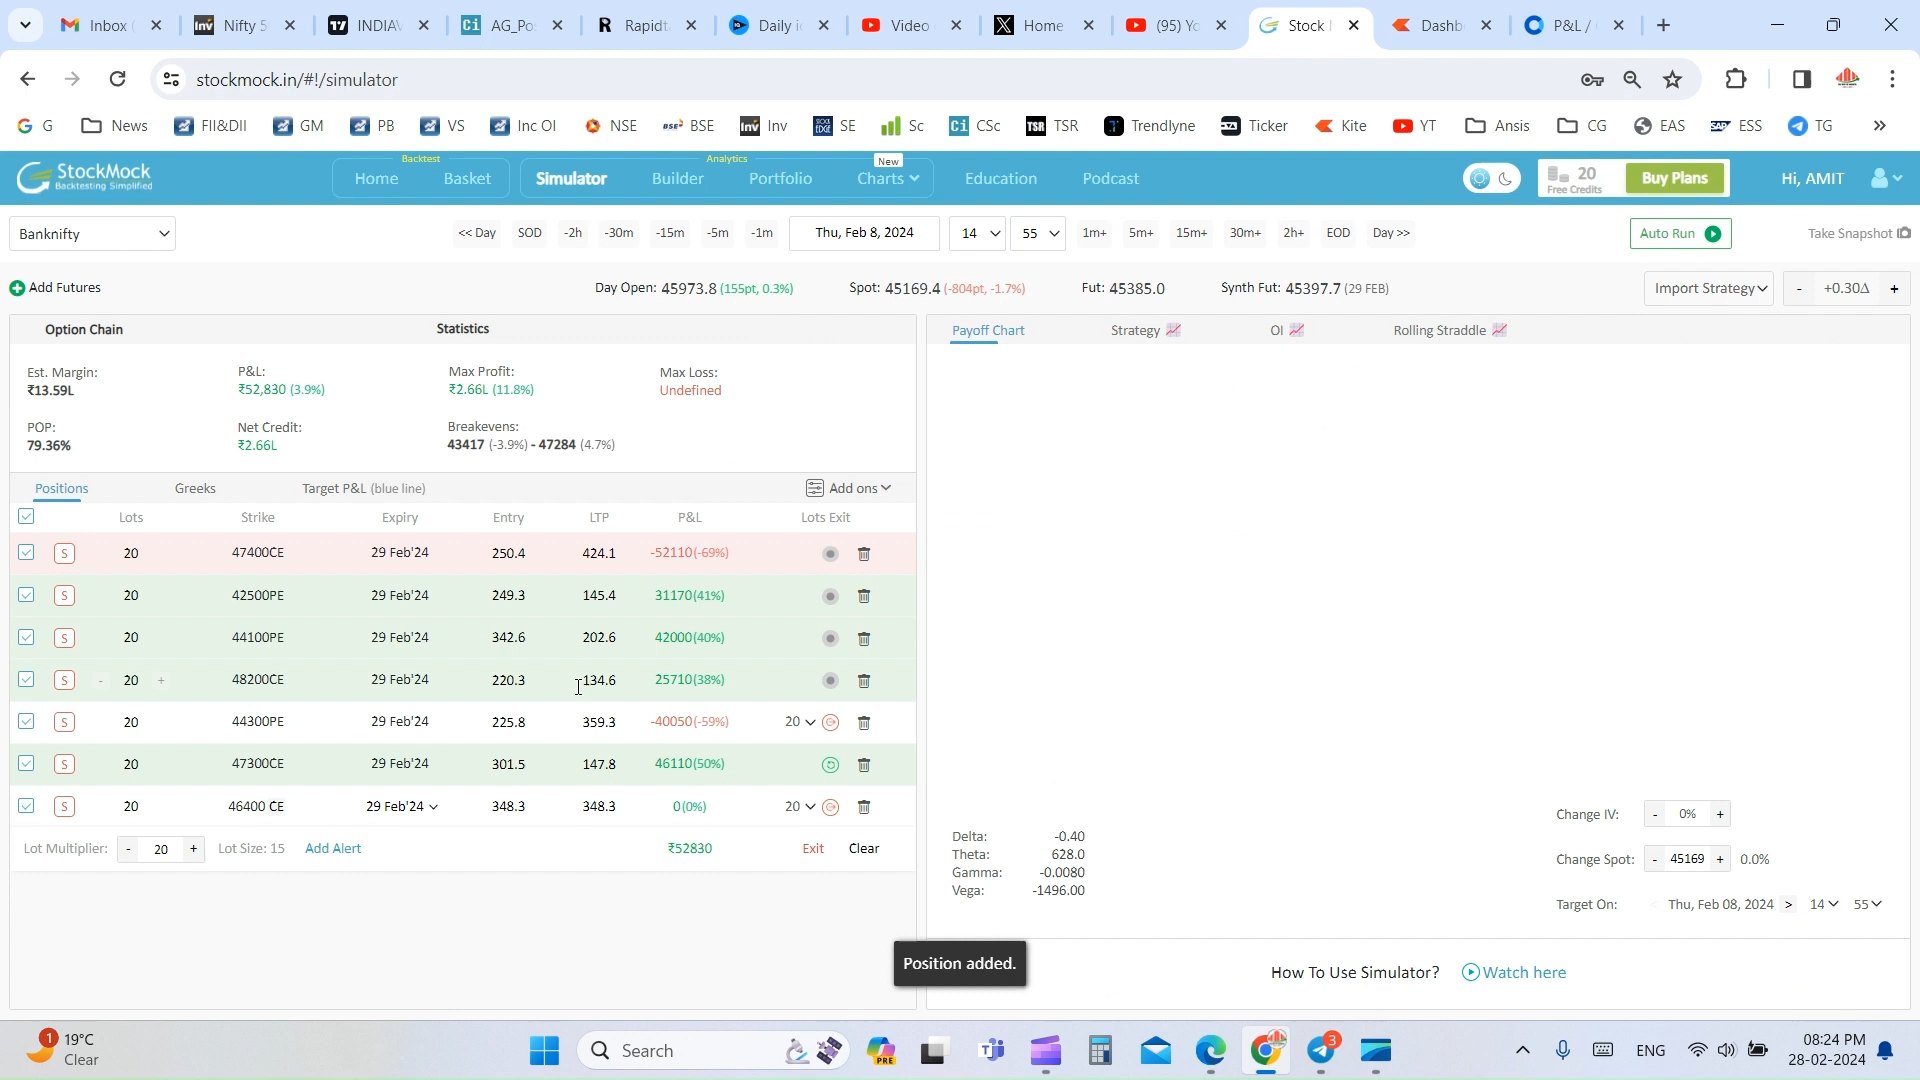 Inbox
Nifty 5
INDIAV
AG_Po
Rapidt
Daily i
Video
Home
(95) Yo
Stock
Dashb
P&L /
stockmock.in/#!/simulator
G News FII&DII GM PB VS Inc OI NSE BSE Inv SE Sc CSc TSR Trendlyne Ticker Kite YT Ansis CG EAS ESS TG
StockMock
Backtesting Simplified
Backtest
Analytics
New
Home Basket Simulator Builder Portfolio Charts Education Podcast
20
Free Credits
Buy Plans
Hi, AMIT
Banknifty
<< Day SOD -2h -30m -15m -5m -1m Thu, Feb 8, 2024 14 55 1m+ 5m+ 15m+ 30m+ 2h+ EOD Day >>
Auto Run
Take Snapshot
Add Futures
Day Open: 45973.8 (155pt, 0.3%)
Spot: 45169.4 (-804pt, -1.7%)
Fut: 45385.0
Synth Fut: 45397.7 (29 FEB)
Import Strategy
- +0.30Δ +
Option Chain Statistics
Est. Margin: P&L: Max Profit: Max Loss:
₹13.59L ₹52,830 (3.9%) ₹2.66L (11.8%) Undefined
POP: Net Credit: Breakevens:
79.36% ₹2.66L 43417 (-3.9%) - 47284 (4.7%)
Positions Greeks Target P&L (blue line) Add ons
Lots Strike Expiry Entry LTP P&L Lots Exit
S 20 47400CE 29 Feb'24 250.4 424.1 -52110(-69%)
S 20 42500PE 29 Feb'24 249.3 145.4 31170(41%)
S 20 44100PE 29 Feb'24 342.6 202.6 42000(40%)
S - 20 + 48200CE 29 Feb'24 220.3 134.6 25710(38%)
S 20 44300PE 29 Feb'24 225.8 359.3 -40050(-59%) 20
S 20 47300CE 29 Feb'24 301.5 147.8 46110(50%)
S 20 46400 CE 29 Feb'24 348.3 348.3 0(0%) 20
Lot Multiplier: - 20 + Lot Size: 15 Add Alert ₹52830 Exit Clear
Payoff Chart Strategy OI Rolling Straddle
Delta: -0.40
Theta: 628.0
Gamma: -0.0080
Vega: -1496.00
Change IV: - 0% +
Change Spot: - 45169 + 0.0%
Target On: < Thu, Feb 08, 2024 > 14 55
Position added.
How To Use Simulator? Watch here
1
19°C
Clear
Search
PRE
3
ENG
08:24 PM
28-02-2024